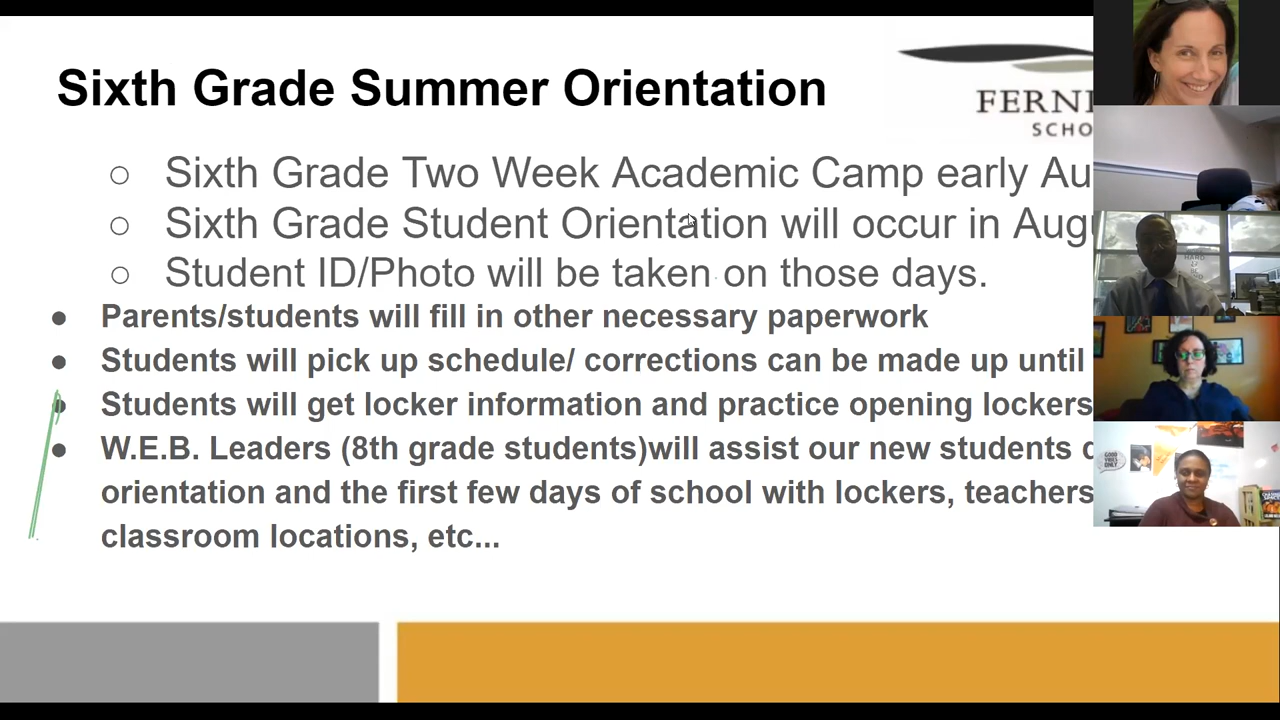 Sixth Grade Summer Orientation
SCHO
Sixth Grade Two Week Academic Camp early Au
Sixth Grade Student Orientation will occur in Augu
Student ID/Photo will be taken on those days.
Parents/students will fill in other necessary paperwork
Students will pick up schedule/ corrections can be made up until
Students will get locker information and practice opening lockers
W.E.B. Leaders (8th grade students)will assist our new students
orientation and the first few days of school with lockers, teachers
classroom locations, etc...
GOOD
VIBES
ONLY